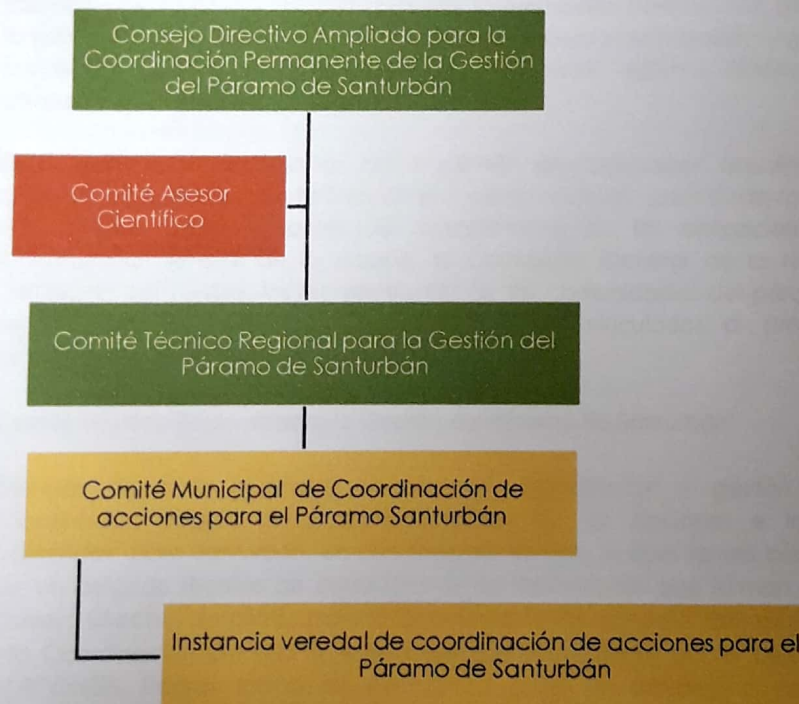 Consejo Directivo Ampliado para la
Coordinación Permanente de la Gestión
del Páramo de Santurbán
Comité Asesor
Científico
Comité Técnico Regional para la Gestión del
Páramo de Santurbán
Comité Municipal de Coordinación de
acciones para el Páramo Santurbán
Instancia veredal de coordinación de acciones para el
Páramo de Santurbán